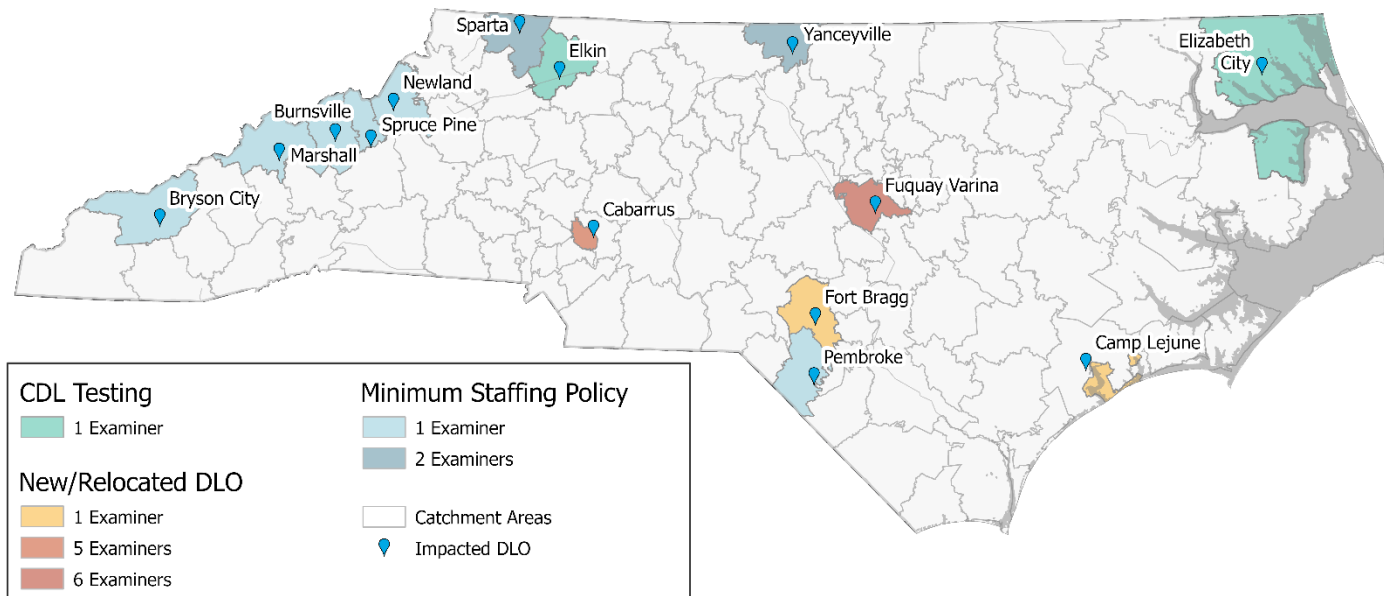 Sparta
Elkin
Yanceyville
Elizabeth
City
Newland
Burnsville
Spruce Pine
Marshall
Bryson City
Cabarrus
Fuquay Varina
Fort Bragg
Pembroke
Camp Lejune
CDL Testing
1 Examiner
New/Relocated DLO
1 Examiner
5 Examiners
6 Examiners
Minimum Staffing Policy
1 Examiner
2 Examiners
Catchment Areas
Impacted DLO